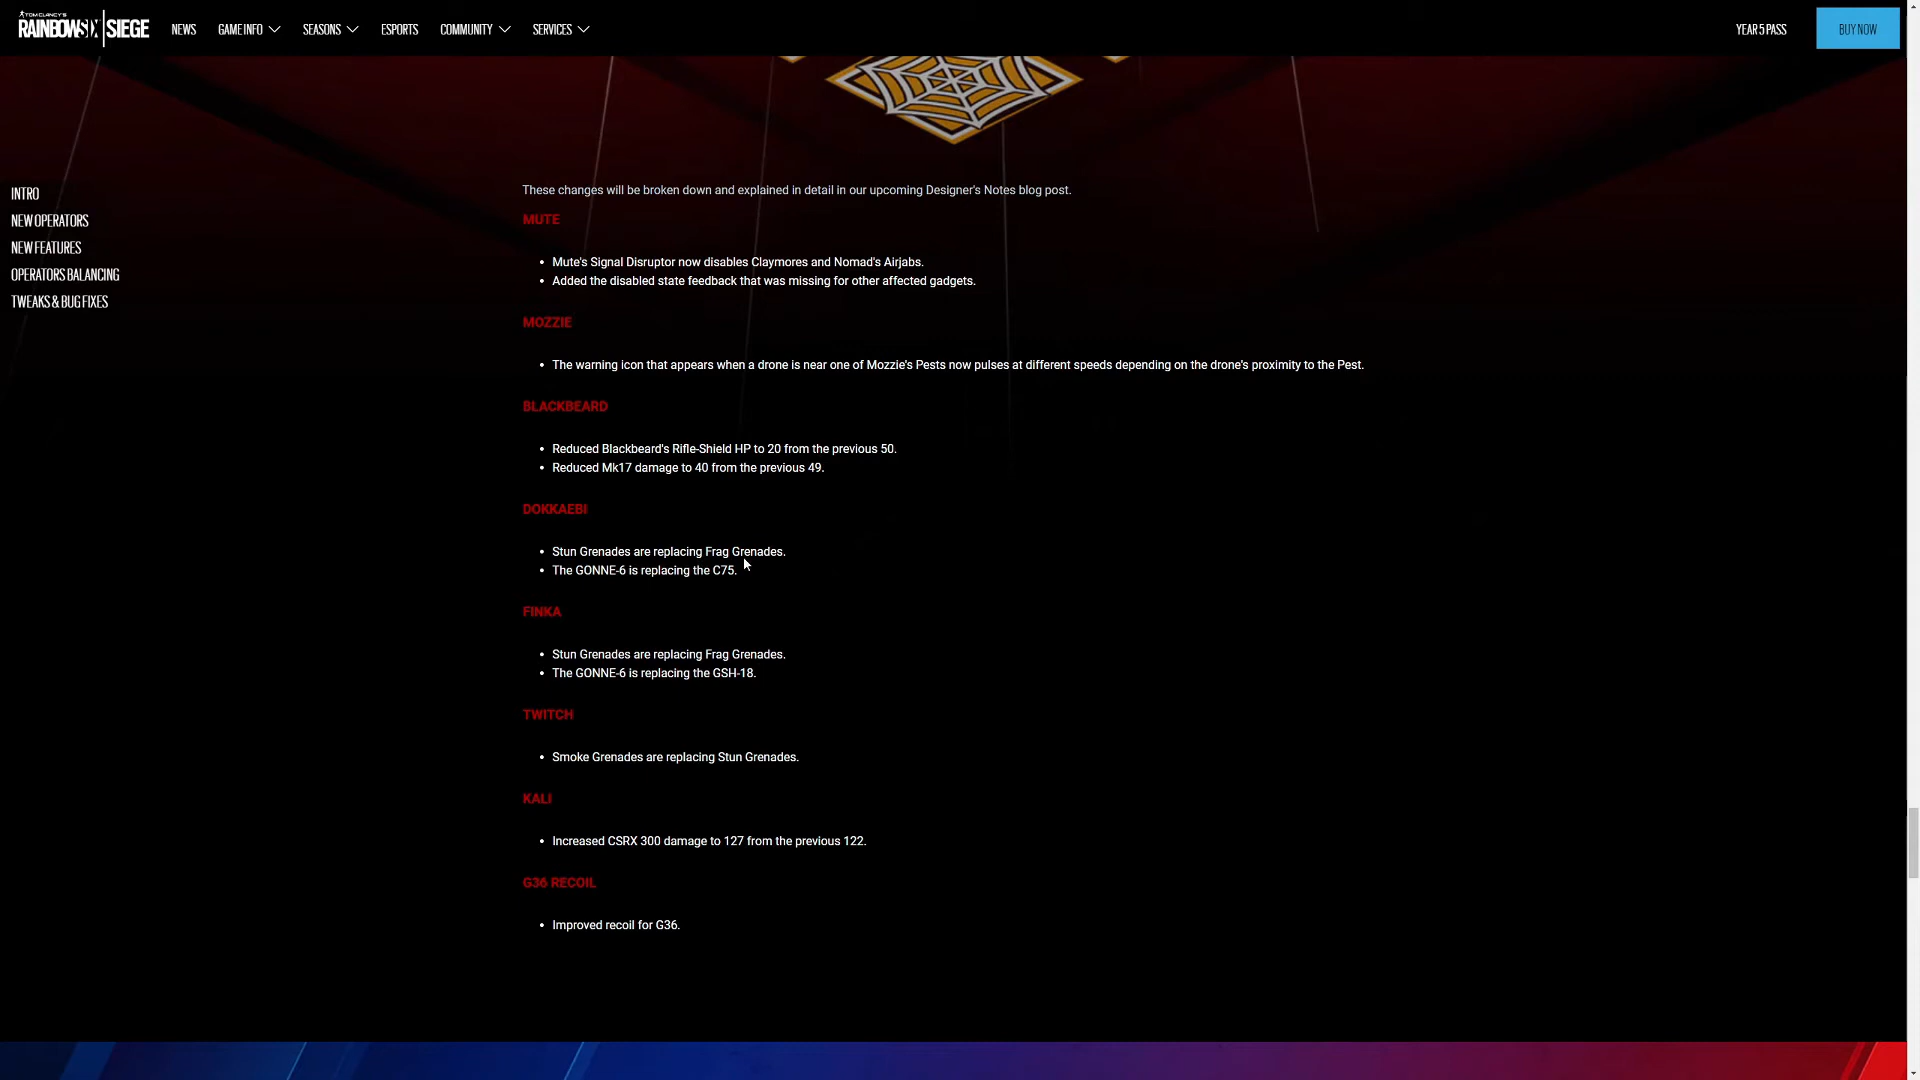 TOM CLANCY'S
RAINBOWSIX | SIEGE
NEWS
GAME INFO
SEASONS
ESPORTS
COMMUNITY
SERVICES
YEAR 5 PASS
BUY NOW
INTRO
NEW OPERATORS
NEW FEATURES
OPERATORS BALANCING
TWEAKS & BUG FIXES
These changes will be broken down and explained in detail in our upcoming Designer's Notes blog post.
MUTE
• Mute's Signal Disruptor now disables Claymores and Nomad's Airjabs.
• Added the disabled state feedback that was missing for other affected gadgets.
MOZZIE
• The warning icon that appears when a drone is near one of Mozzie's Pests now pulses at different speeds depending on the drone's proximity to the Pest.
BLACKBEARD
• Reduced Blackbeard's Rifle-Shield HP to 20 from the previous 50.
• Reduced Mk17 damage to 40 from the previous 49.
DOKKAEBI
• Stun Grenades are replacing Frag Grenades.
• The GONNE-6 is replacing the C75.
FINKA
• Stun Grenades are replacing Frag Grenades.
• The GONNE-6 is replacing the GSH-18.
TWITCH
• Smoke Grenades are replacing Stun Grenades.
KALI
• Increased CSRX 300 damage to 127 from the previous 122.
G36 RECOIL
• Improved recoil for G36.